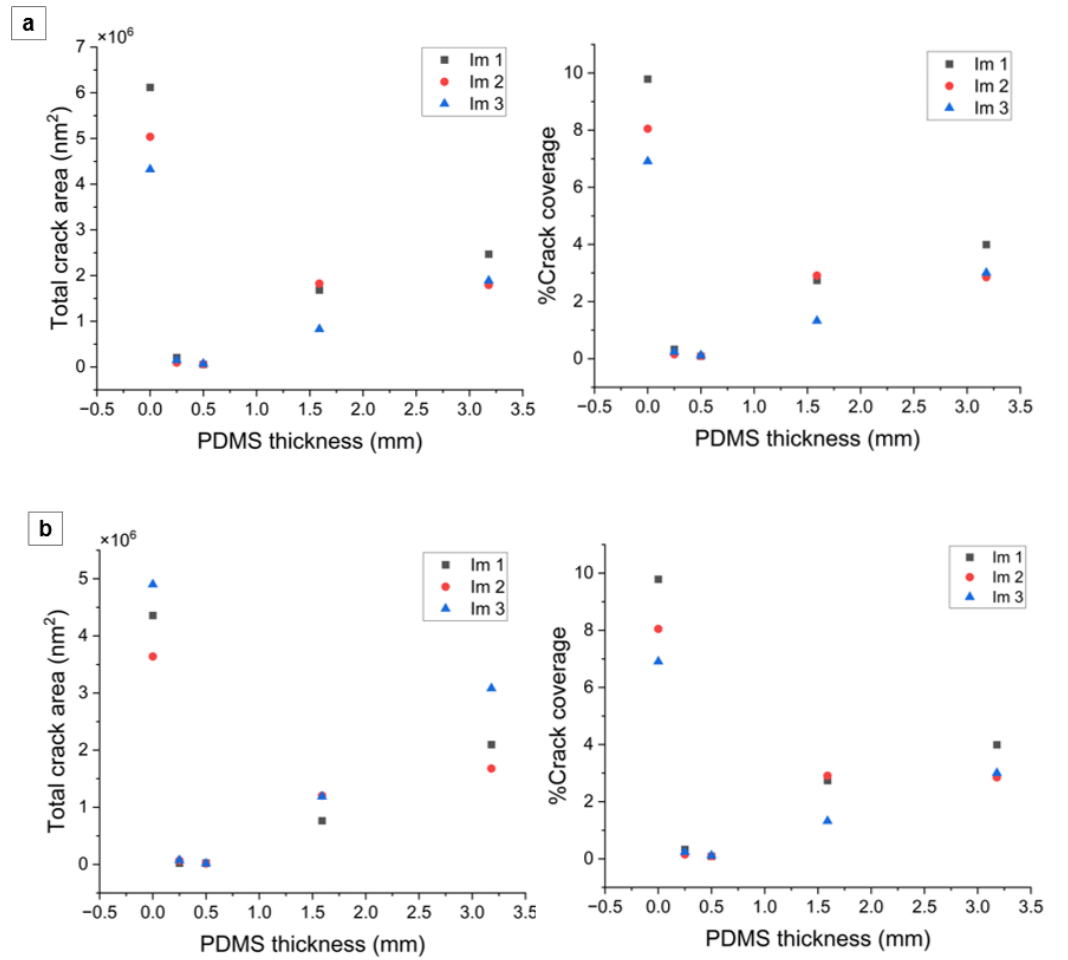 a
×10⁶
7
6
5
4
3
2
1
0
Total crack area (nm²)
−0.5 0.0 0.5 1.0 1.5 2.0 2.5 3.0 3.5
PDMS thickness (mm)
Im 1
Im 2
Im 3
10
8
6
4
2
0
%Crack coverage
−0.5 0.0 0.5 1.0 1.5 2.0 2.5 3.0 3.5
PDMS thickness (mm)
Im 1
Im 2
Im 3
b
×10⁶
5
4
3
2
1
0
Total crack area (nm²)
−0.5 0.0 0.5 1.0 1.5 2.0 2.5 3.0 3.5
PDMS thickness (mm)
Im 1
Im 2
Im 3
10
8
6
4
2
0
%Crack coverage
−0.5 0.0 0.5 1.0 1.5 2.0 2.5 3.0 3.5
PDMS thickness (mm)
Im 1
Im 2
Im 3